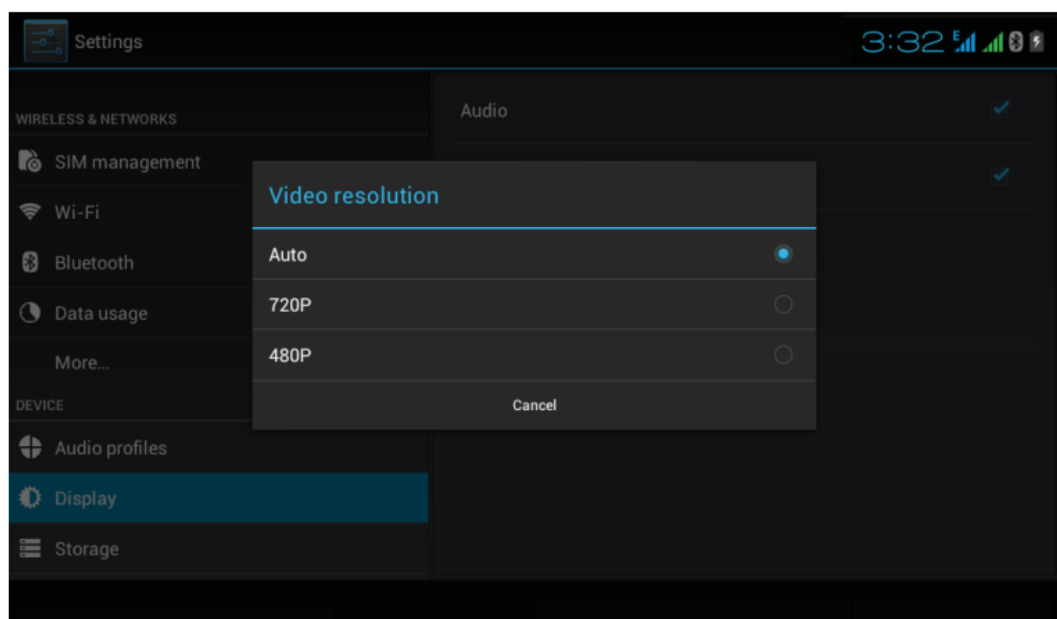 Settings
3:32 E
WIRELESS & NETWORKS
SIM management
Wi-Fi
Bluetooth
Data usage
More...
DEVICE
Audio profiles
Display
Storage
Audio
Video resolution
Auto
720P
480P
Cancel